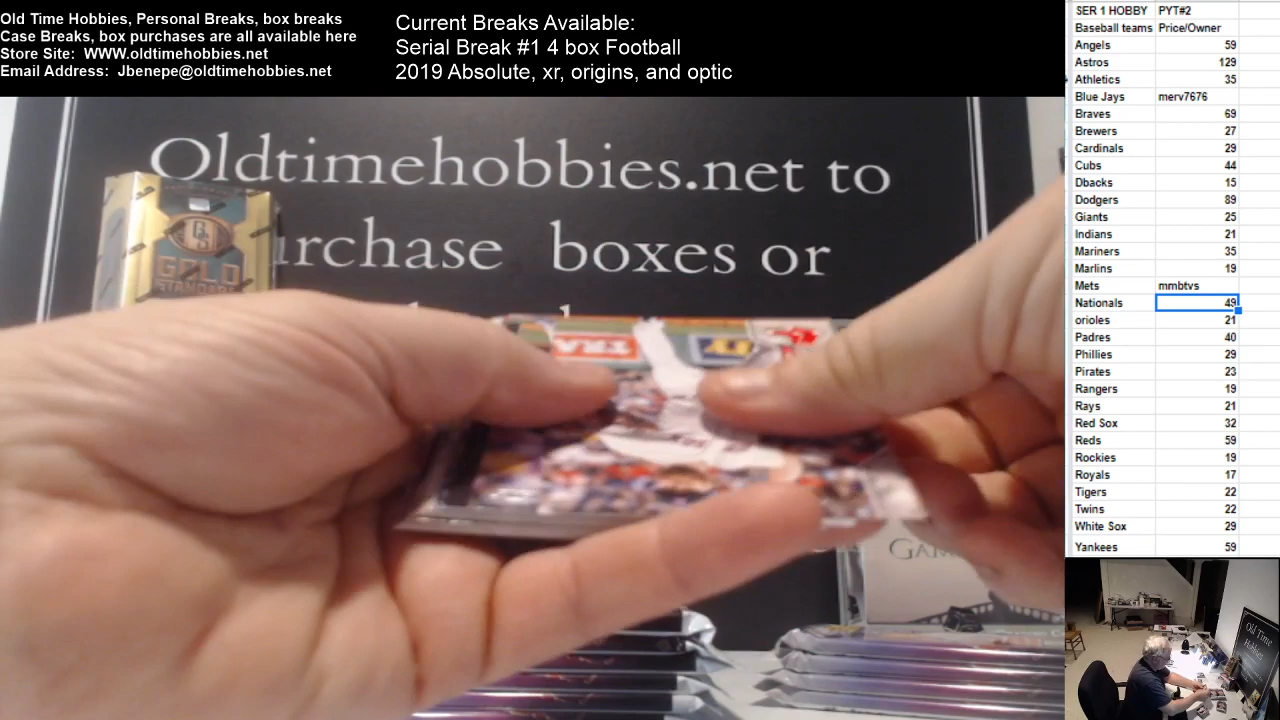 Old Time Hobbies, Personal Breaks, box breaks
Case Breaks, box purchases are all available here
Store Site: WWW.oldtimehobbies.net
Email Address: Jbenepe@oldtimehobbies.net
Current Breaks Available:
Serial Break #1 4 box Football
2019 Absolute, xr, origins, and optic
Oldtimehobbies.net to
urchase boxes or
GS
GOLD
STANDARD
SER 1 HOBBY PYT#2
Baseball teams Price/Owner
Angels 59
Astros 129
Athletics 35
Blue Jays merv7676
Braves 69
Brewers 27
Cardinals 29
Cubs 44
Dbacks 15
Dodgers 89
Giants 25
Indians 21
Mariners 35
Marlins 19
Mets mmbtvs
Nationals 49
orioles 21
Padres 40
Phillies 29
Pirates 23
Rangers 19
Rays 21
Red Sox 32
Reds 59
Rockies 19
Royals 17
Tigers 22
Twins 22
White Sox 29
Yankees 59
Old Time